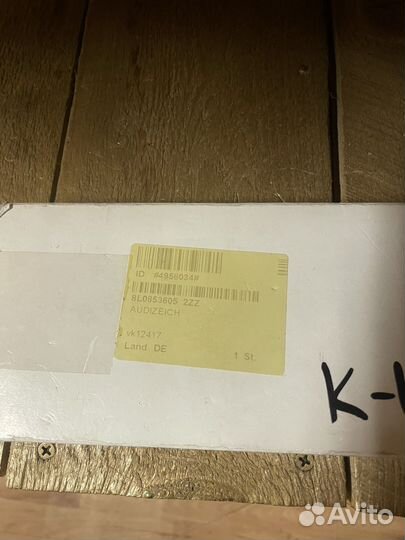 ID #4956034#
8L0853605 2ZZ
AUDIZEICH
vk12417
Land DE 1 St.
K-
Avito